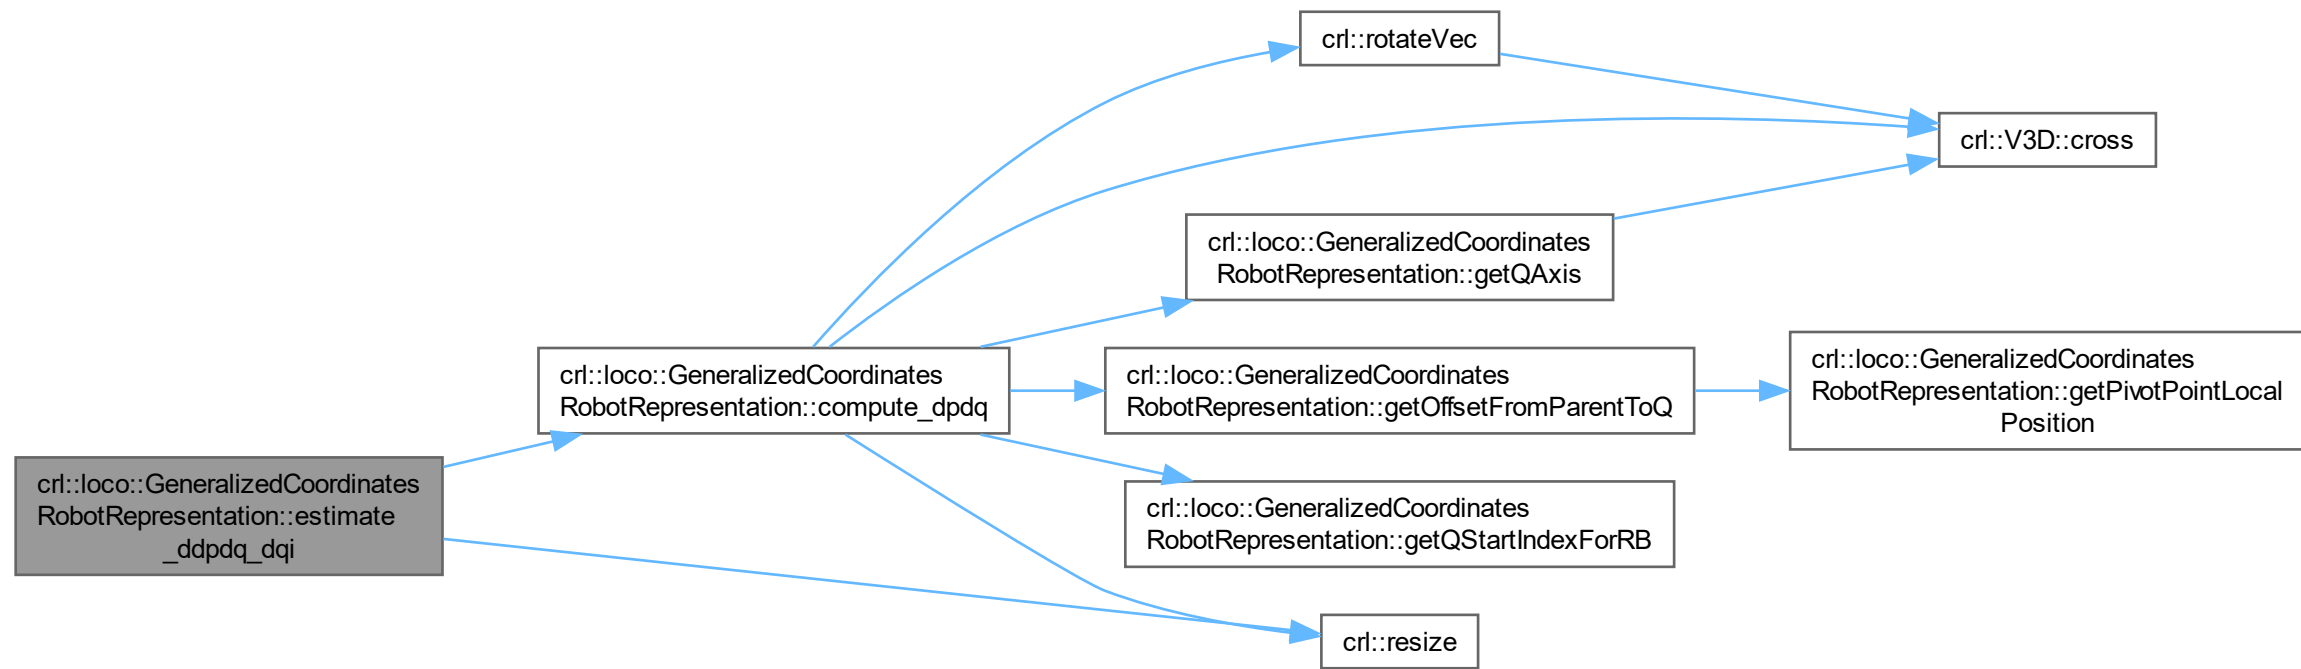 crl::rotateVec
crl::V3D::cross
crl::loco::GeneralizedCoordinates
RobotRepresentation::getQAxis
crl::loco::GeneralizedCoordinates
RobotRepresentation::compute_dpdq
crl::loco::GeneralizedCoordinates
RobotRepresentation::getOffsetFromParentToQ
crl::loco::GeneralizedCoordinates
RobotRepresentation::getPivotPointLocal
Position
crl::loco::GeneralizedCoordinates
RobotRepresentation::estimate
_ddpdq_dqi
crl::loco::GeneralizedCoordinates
RobotRepresentation::getQStartIndexForRB
crl::resize